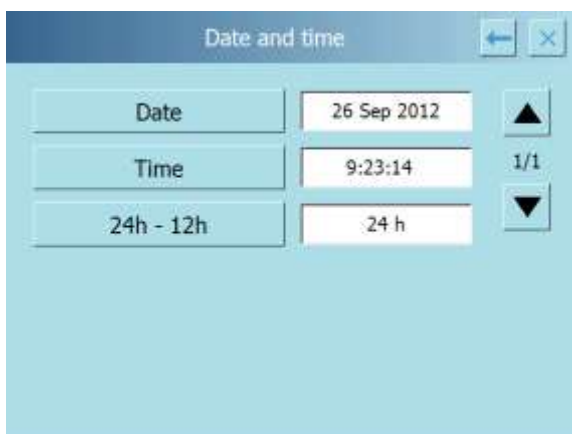 Date and time
Date 26 Sep 2012
Time 9:23:14 1/1
24h - 12h 24 h